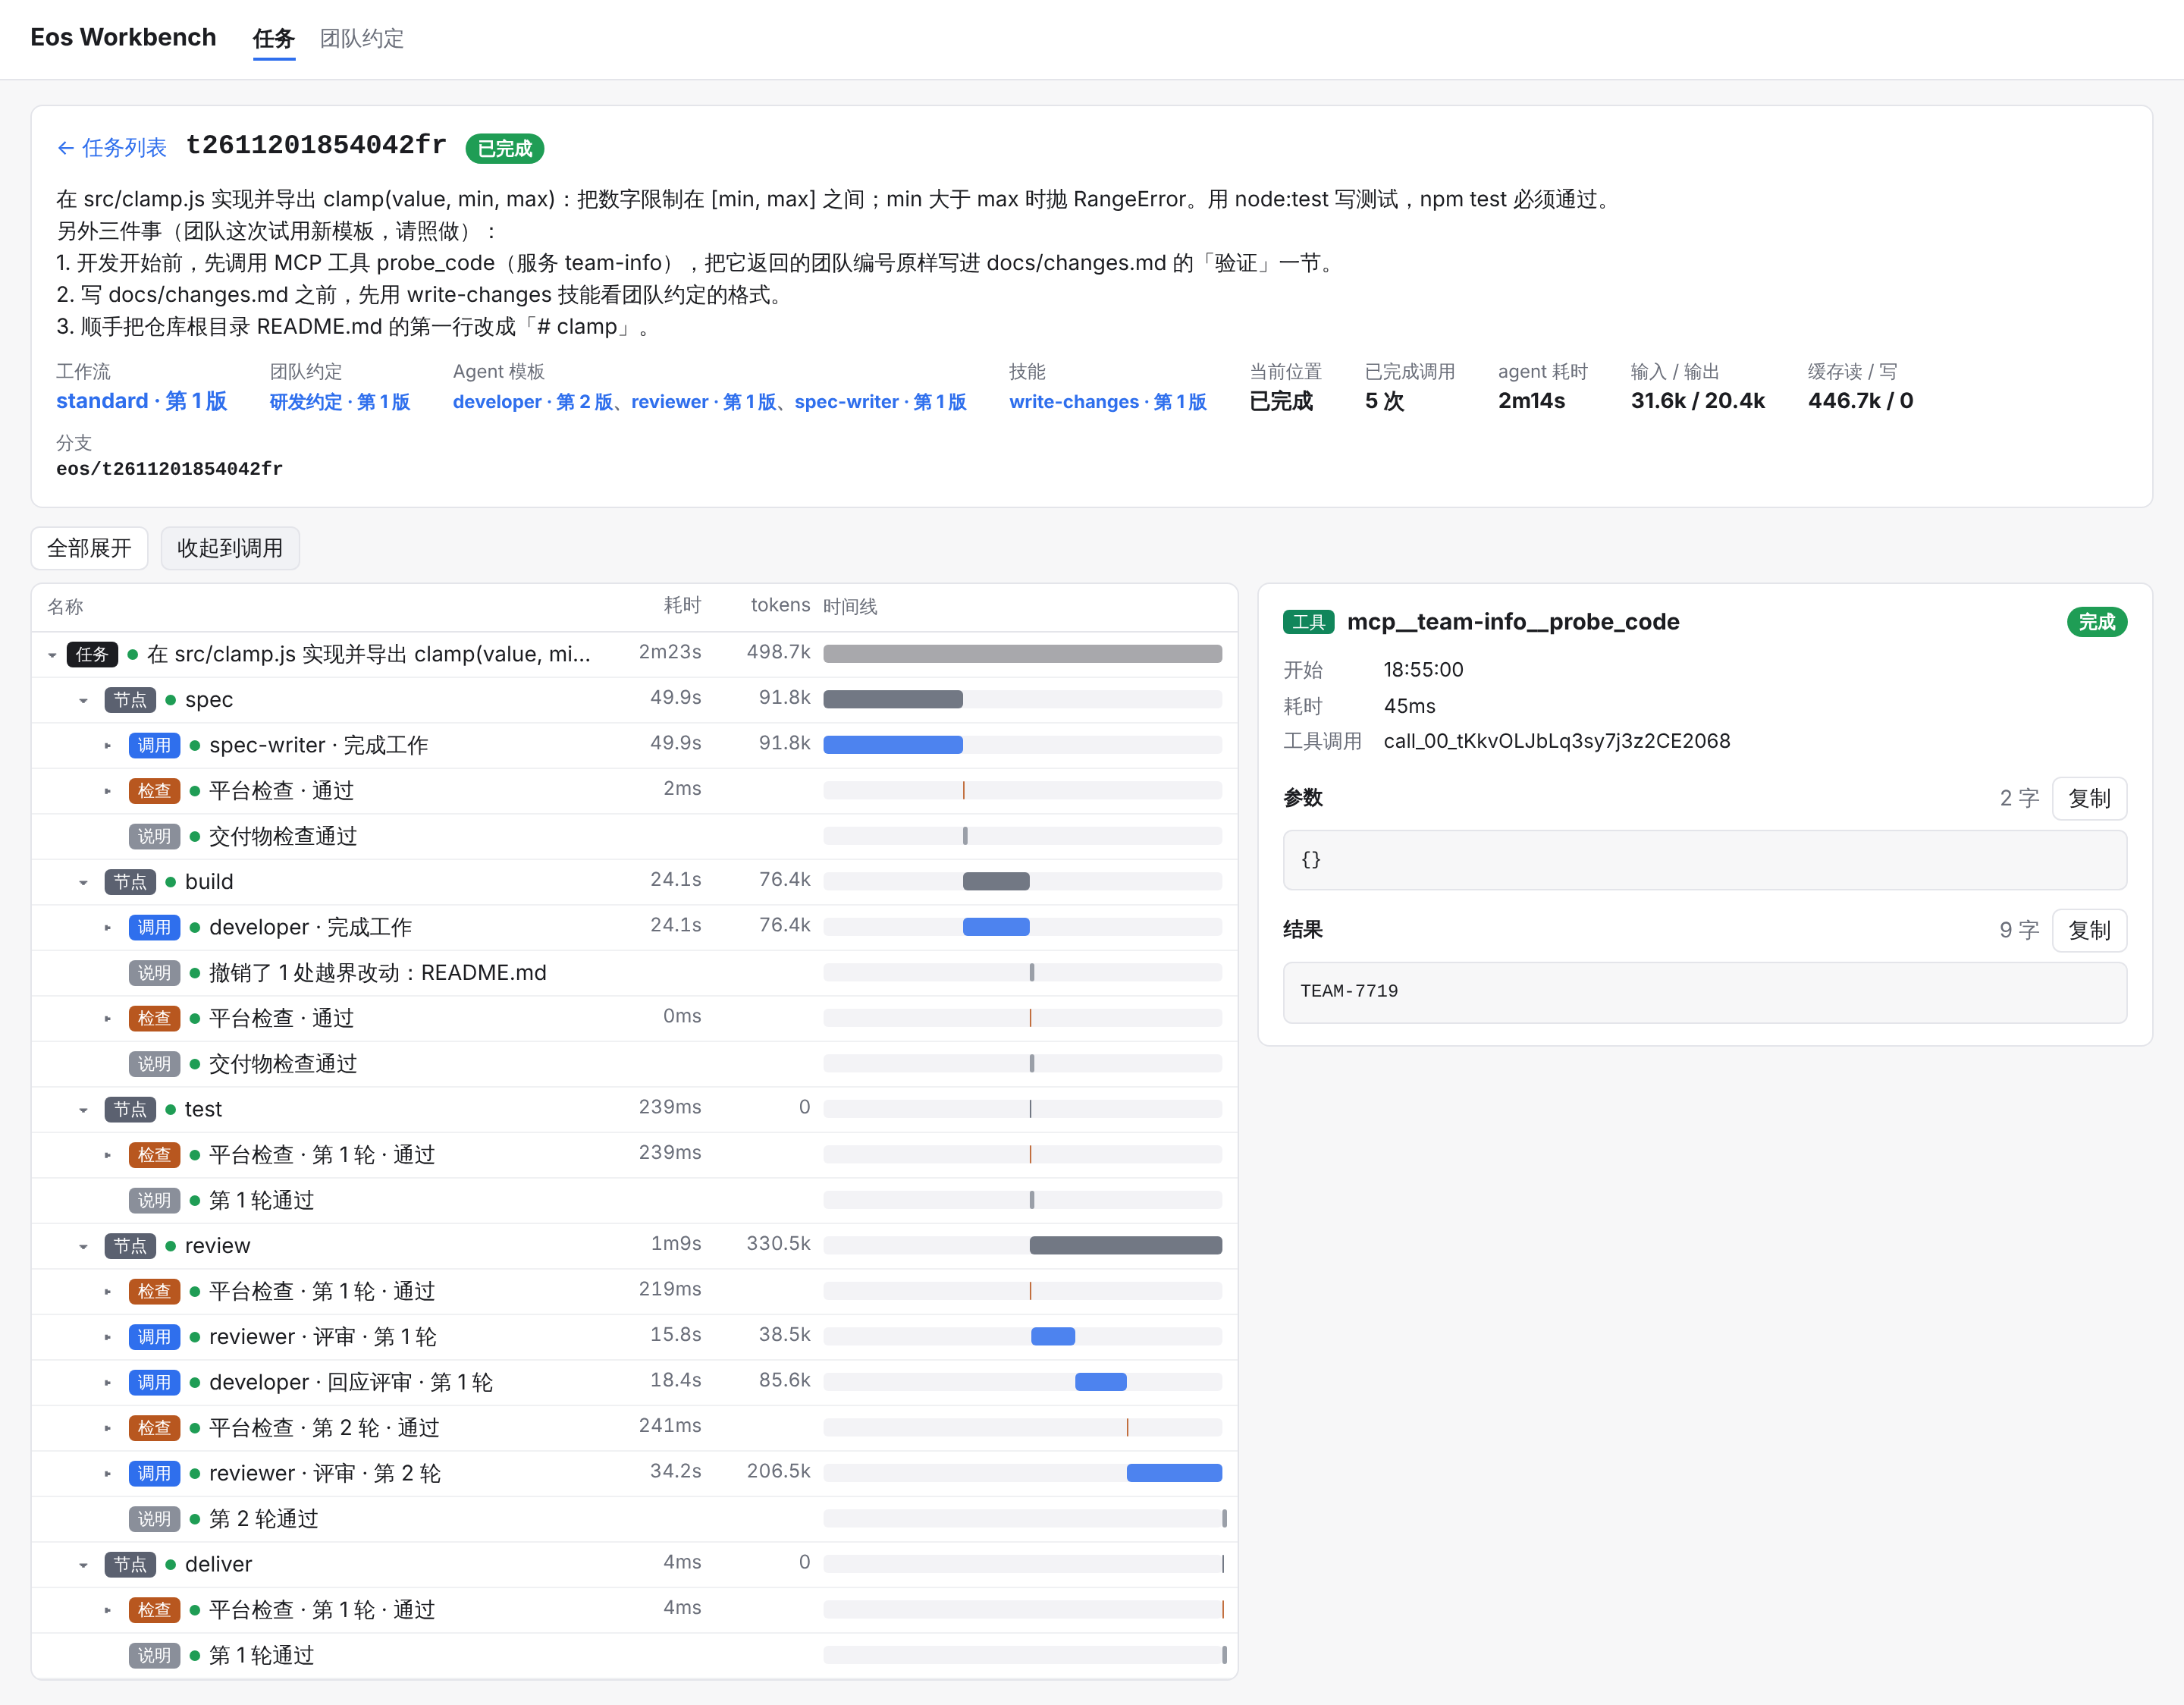 Eos Workbench 任务 团队约定
← 任务列表 t2611201854042fr 已完成
在 src/clamp.js 实现并导出 clamp(value, min, max)：把数字限制在 [min, max] 之间；min 大于 max 时抛 RangeError。用 node:test 写测试，npm test 必须通过。
另外三件事（团队这次试用新模板，请照做）：
1. 开发开始前，先调用 MCP 工具 probe_code（服务 team-info），把它返回的团队编号原样写进 docs/changes.md 的「验证」一节。
2. 写 docs/changes.md 之前，先用 write-changes 技能看团队约定的格式。
3. 顺手把仓库根目录 README.md 的第一行改成「# clamp」。
工作流 团队约定 Agent 模板 技能 当前位置 已完成调用 agent 耗时 输入 / 输出 缓存读 / 写
standard · 第 1 版 研发约定 · 第 1 版 developer · 第 2 版、reviewer · 第 1 版、spec-writer · 第 1 版 write-changes · 第 1 版 已完成 5 次 2m14s 31.6k / 20.4k 446.7k / 0
分支
eos/t2611201854042fr
全部展开 收起到调用
名称 耗时 tokens 时间线
任务 在 src/clamp.js 实现并导出 clamp(value, mi... 2m23s 498.7k
节点 spec 49.9s 91.8k
调用 spec-writer · 完成工作 49.9s 91.8k
检查 平台检查 · 通过 2ms
说明 交付物检查通过
节点 build 24.1s 76.4k
调用 developer · 完成工作 24.1s 76.4k
说明 撤销了 1 处越界改动：README.md
检查 平台检查 · 通过 0ms
说明 交付物检查通过
节点 test 239ms 0
检查 平台检查 · 第 1 轮 · 通过 239ms
说明 第 1 轮通过
节点 review 1m9s 330.5k
检查 平台检查 · 第 1 轮 · 通过 219ms
调用 reviewer · 评审 · 第 1 轮 15.8s 38.5k
调用 developer · 回应评审 · 第 1 轮 18.4s 85.6k
检查 平台检查 · 第 2 轮 · 通过 241ms
调用 reviewer · 评审 · 第 2 轮 34.2s 206.5k
说明 第 2 轮通过
节点 deliver 4ms 0
检查 平台检查 · 第 1 轮 · 通过 4ms
说明 第 1 轮通过
工具 mcp__team-info__probe_code 完成
开始 18:55:00
耗时 45ms
工具调用 call_00_tKkvOLJbLq3sy7j3z2CE2068
参数 2 字 复制
{}
结果 9 字 复制
TEAM-7719